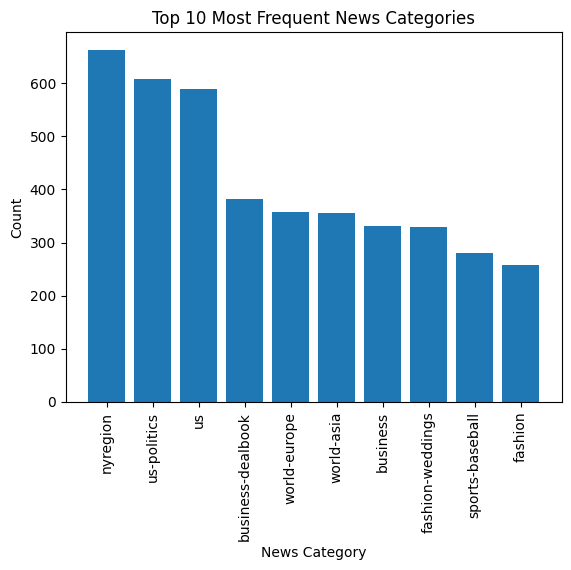 Top 10 Most Frequent News Categories
600
500
400
300
200
100
0
Count
nyregion
us-politics
us
business-dealbook
world-europe
world-asia
business
fashion-weddings
sports-baseball
fashion
News Category